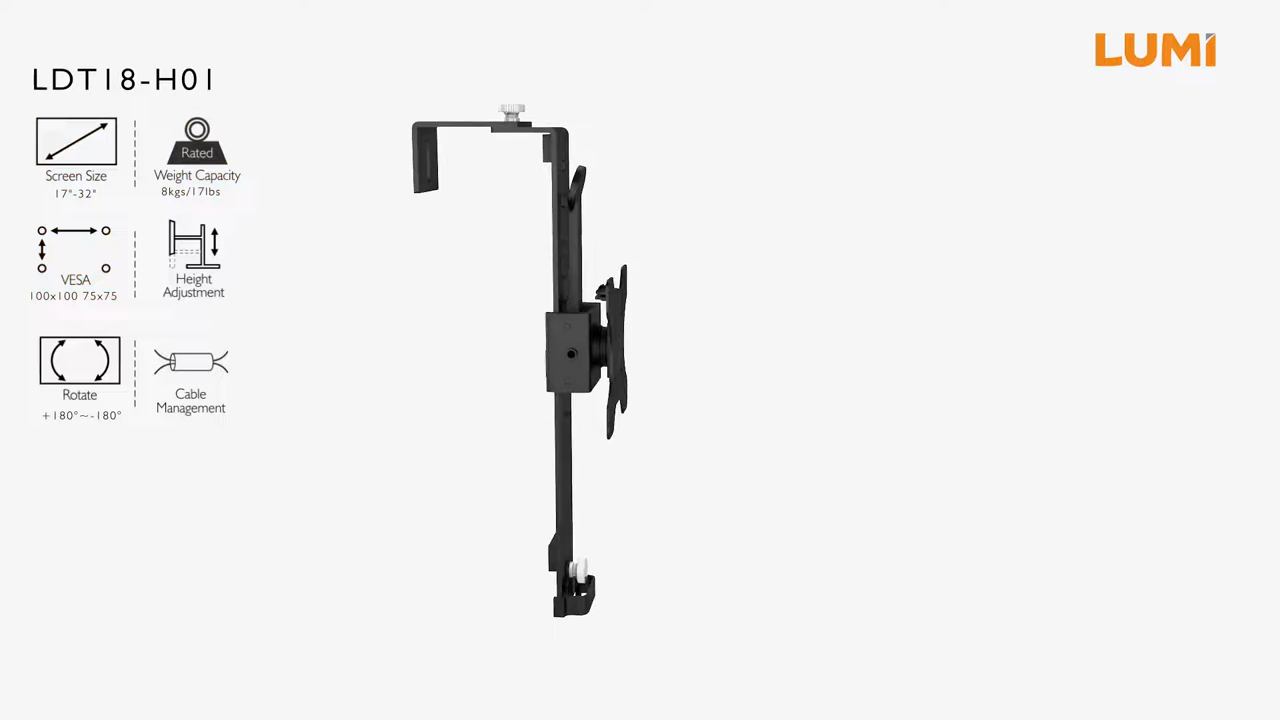 LUMi
LDT18-H01
Screen Size
17"-32"
Rated
Weight Capacity
8kgs/17lbs
VESA
100x100 75x75
Height
Adjustment
Rotate
+180°~-180°
Cable
Management